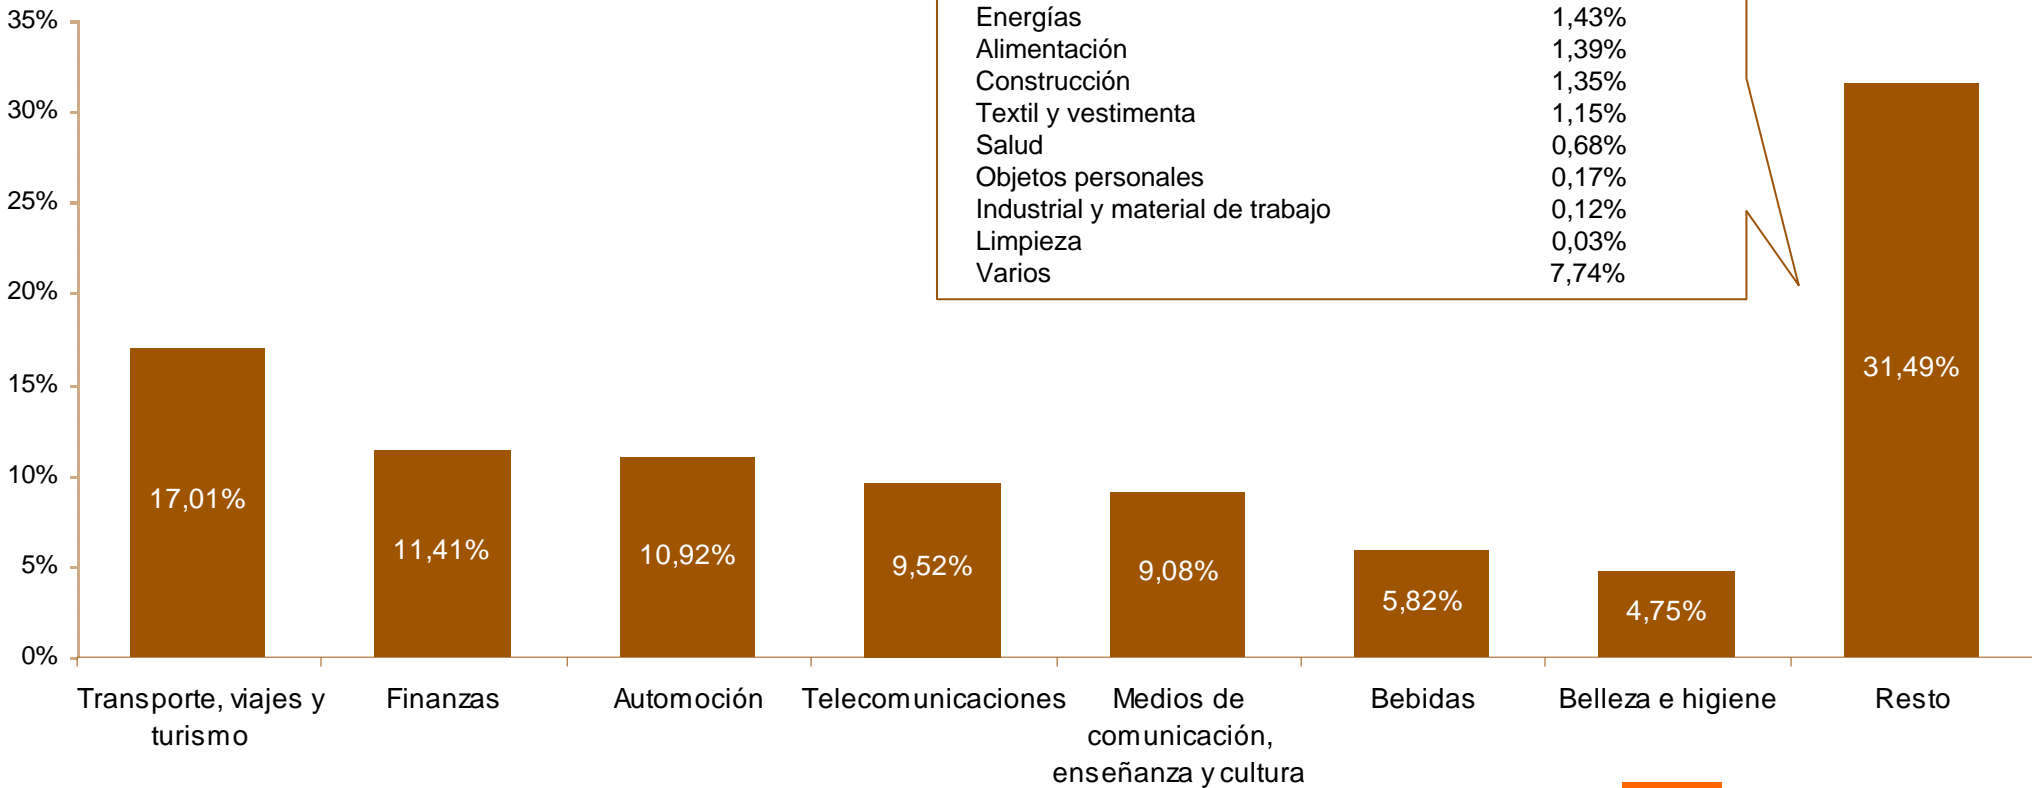 35%
30%
25%
20%
15%
10%
5%
0%
Energías 1,43%
Alimentación 1,39%
Construcción 1,35%
Textil y vestimenta 1,15%
Salud 0,68%
Objetos personales 0,17%
Industrial y material de trabajo 0,12%
Limpieza 0,03%
Varios 7,74%
17,01%
11,41%
10,92%
9,52%
9,08%
5,82%
4,75%
31,49%
Transporte, viajes y
turismo
Finanzas
Automoción
Telecomunicaciones
Medios de
comunicación,
enseñanza y cultura
Bebidas
Belleza e higiene
Resto